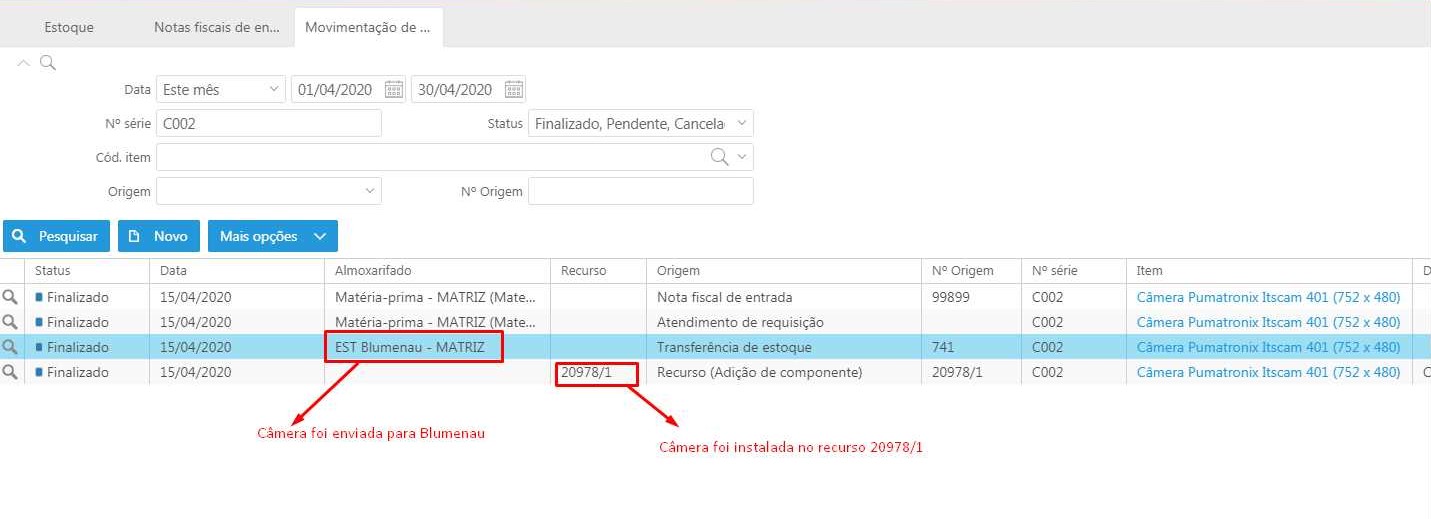 Estoque Notas fiscais de en... Movimentação de ...
Data Este mês 01/04/2020 30/04/2020
Nº série C002 Status Finalizado, Pendente, Cancela
Cód. item
Origem Nº Origem
Pesquisar Novo Mais opções
Status Data Almoxarifado Recurso Origem Nº Origem Nº série Item D
Finalizado 15/04/2020 Matéria-prima - MATRIZ (Mate... Nota fiscal de entrada 99899 C002 Câmera Pumatronix Itscam 401 (752 x 480)
Finalizado 15/04/2020 Matéria-prima - MATRIZ (Mate... Atendimento de requisição C002 Câmera Pumatronix Itscam 401 (752 x 480)
Finalizado 15/04/2020 EST Blumenau - MATRIZ Transferência de estoque 741 C002 Câmera Pumatronix Itscam 401 (752 x 480)
Finalizado 15/04/2020 20978/1 Recurso (Adição de componente) 20978/1 C002 Câmera Pumatronix Itscam 401 (752 x 480) C
Câmera foi enviada para Blumenau
Câmera foi instalada no recurso 20978/1